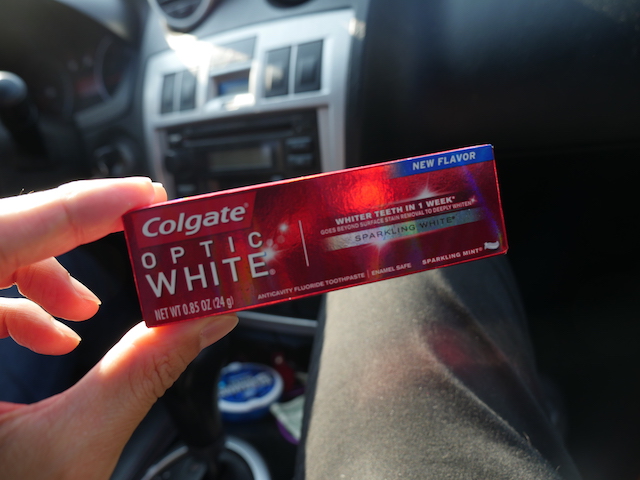 NEW FLAVOR
Colgate®
OPTIC
WHITE®
NET WT 0.85 OZ (24 g)
WHITER TEETH IN 1 WEEK*
GOES BEYOND SURFACE STAIN REMOVAL TO DEEPLY WHITEN*
SPARKLING WHITE®
ANTICAVITY FLUORIDE TOOTHPASTE | ENAMEL SAFE
SPARKLING MINT®